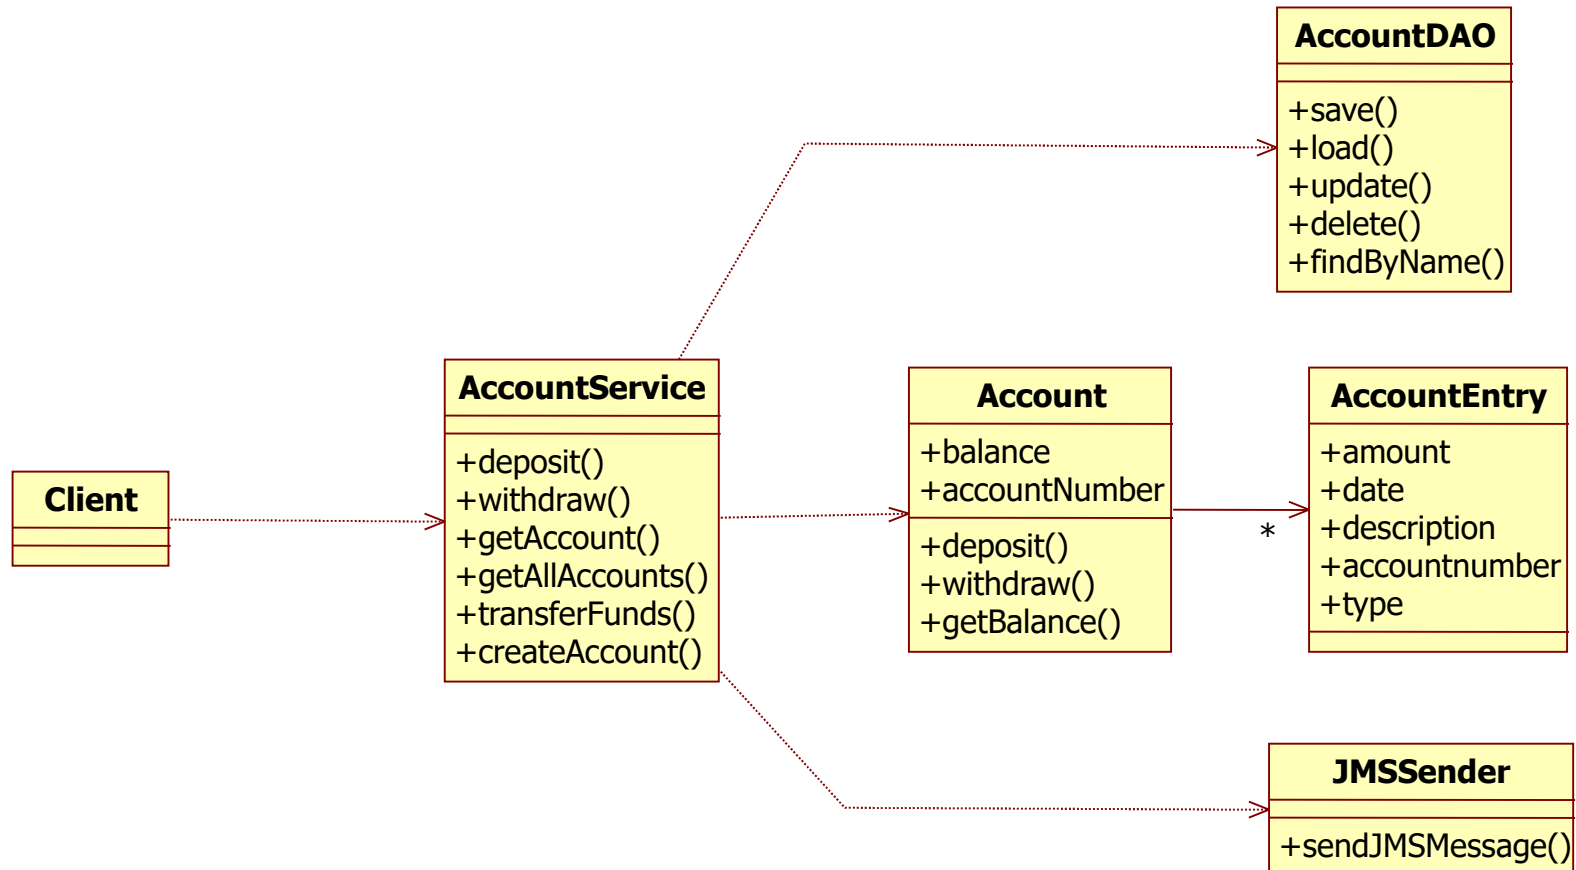 AccountDAO
+save()
+load()
+update()
+delete()
+findByName()
Client
AccountService
+deposit()
+withdraw()
+getAccount()
+getAllAccounts()
+transferFunds()
+createAccount()
Account
+balance
+accountNumber
+deposit()
+withdraw()
+getBalance()
*
AccountEntry
+amount
+date
+description
+accountnumber
+type
JMSSender
+sendJMSMessage()